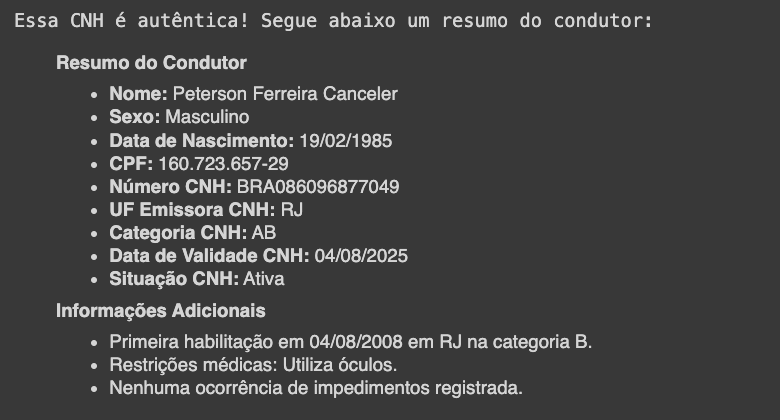 Essa CNH é autêntica! Segue abaixo um resumo do condutor:
Resumo do Condutor
• Nome: Peterson Ferreira Canceler
• Sexo: Masculino
• Data de Nascimento: 19/02/1985
• CPF: 160.723.657-29
• Número CNH: BRA086096877049
• UF Emissora CNH: RJ
• Categoria CNH: AB
• Data de Validade CNH: 04/08/2025
• Situação CNH: Ativa
Informações Adicionais
• Primeira habilitação em 04/08/2008 em RJ na categoria B.
• Restrições médicas: Utiliza óculos.
• Nenhuma ocorrência de impedimentos registrada.